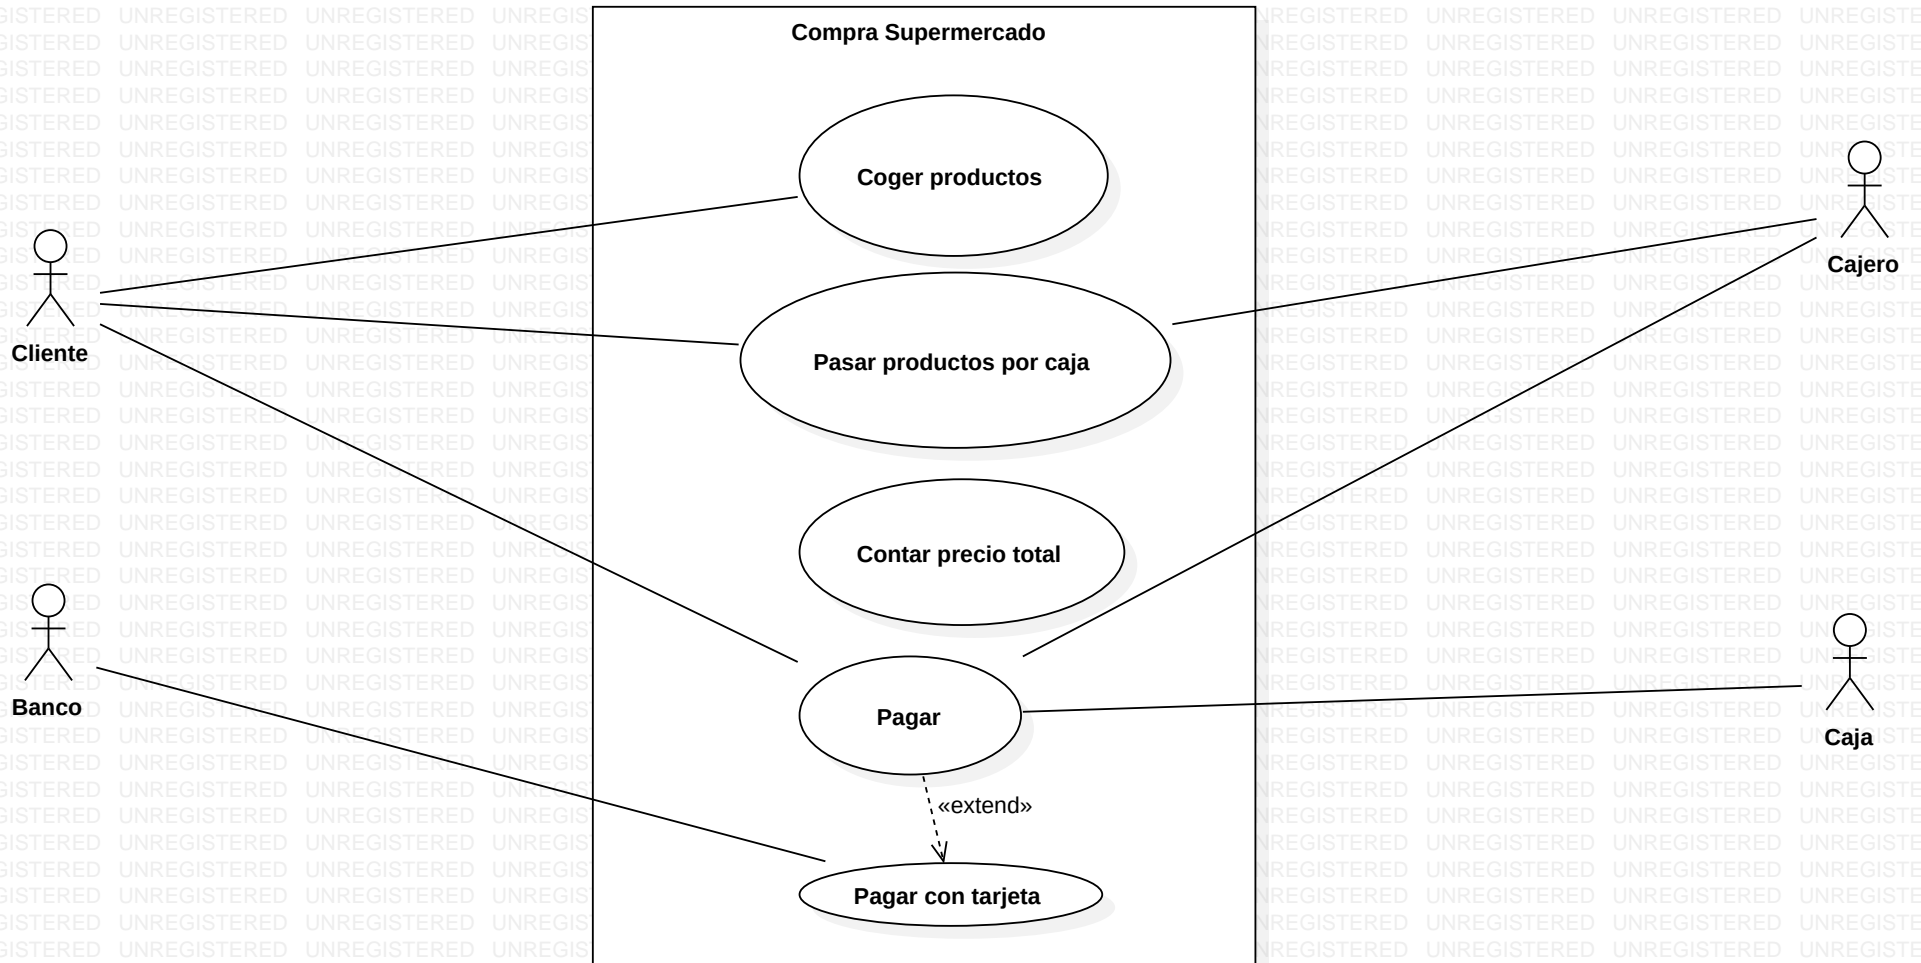 Compra Supermercado
Coger productos
Cajero
Cliente
Pasar productos por caja
Contar precio total
Banco
Pagar
Caja
«extend»
Pagar con tarjeta
UNREGISTERED